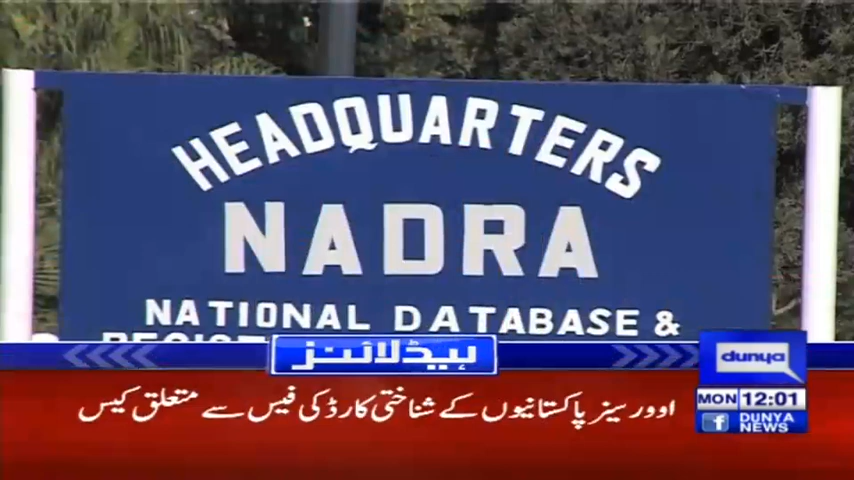 HEADQUARTERS
NADRA
NATIONAL DATABASE &
ہیڈلائنز
dunya
MON 12:01
اوورسیز پاکستانیوں کے شناختی کارڈ کی فیس سے متعلق کیس
f DUNYA NEWS